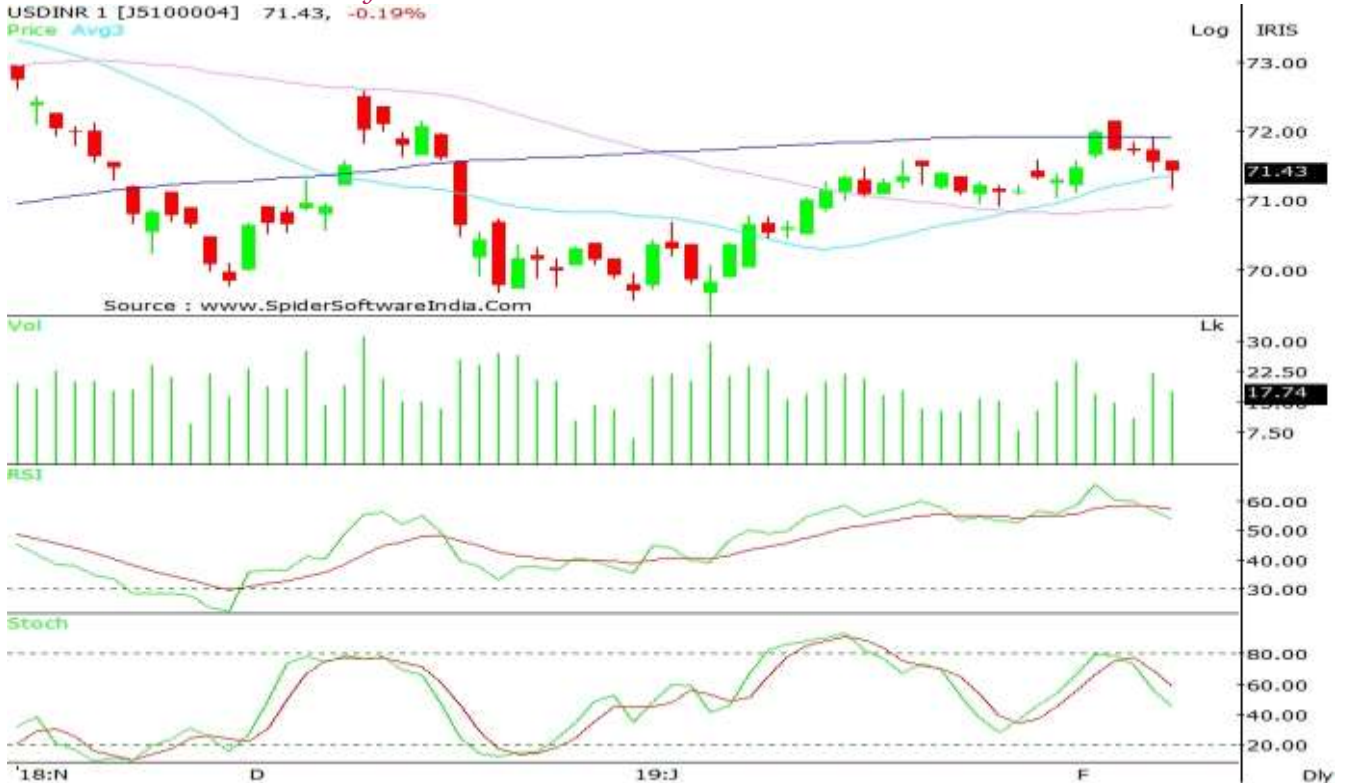 USDINR 1 [J5100004] 71.43, -0.19%
Price Avg3
Log IRIS
73.00
72.00
71.43
71.00
70.00
Source : www.SpiderSoftwareIndia.Com
Vol
Lk
30.00
22.50
17.74
7.50
RSI
60.00
50.00
40.00
30.00
Stoch
80.00
60.00
40.00
20.00
'18:N D 19:J F Dly